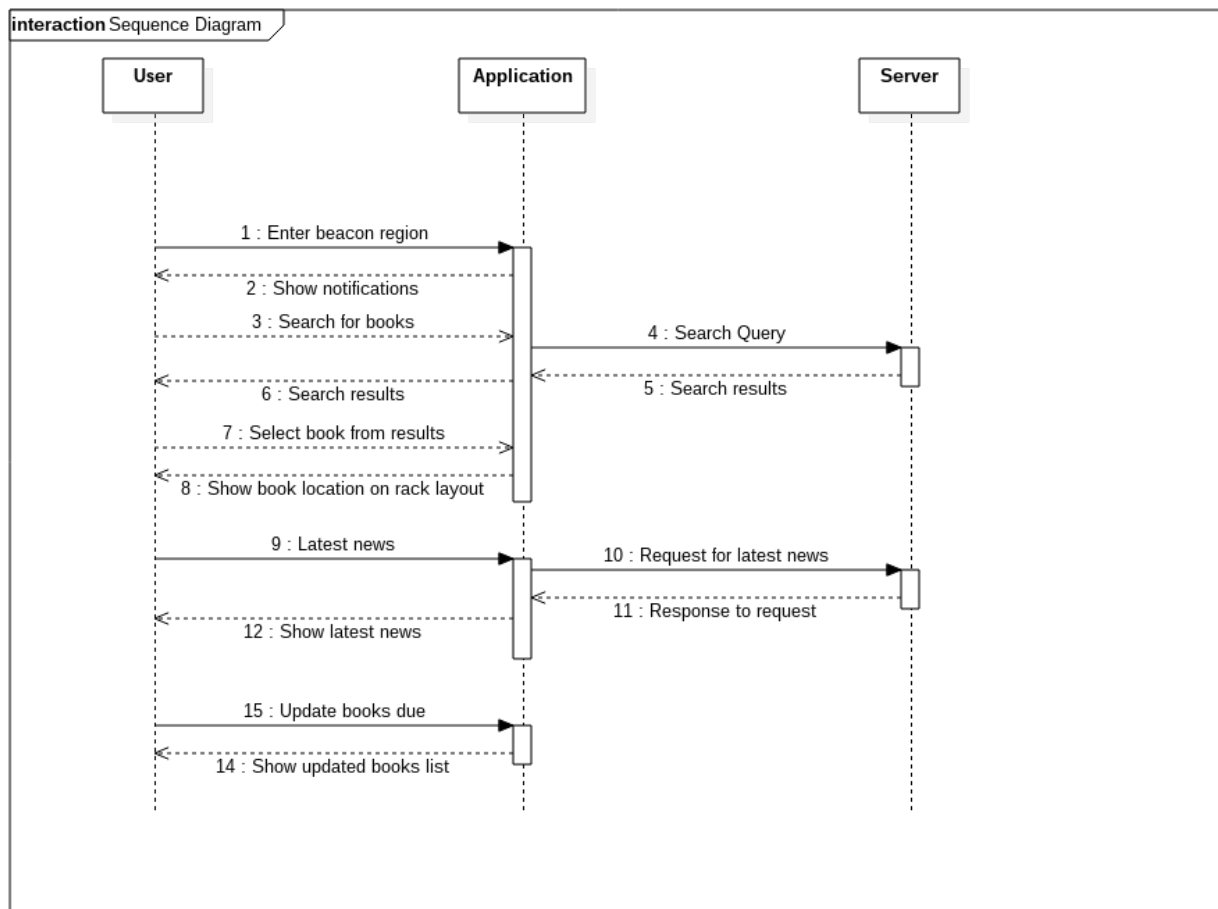 interaction Sequence Diagram
User
Application
Server
1 : Enter beacon region
2 : Show notifications
3 : Search for books
4 : Search Query
5 : Search results
6 : Search results
7 : Select book from results
8 : Show book location on rack layout
9 : Latest news
10 : Request for latest news
11 : Response to request
12 : Show latest news
15 : Update books due
14 : Show updated books list